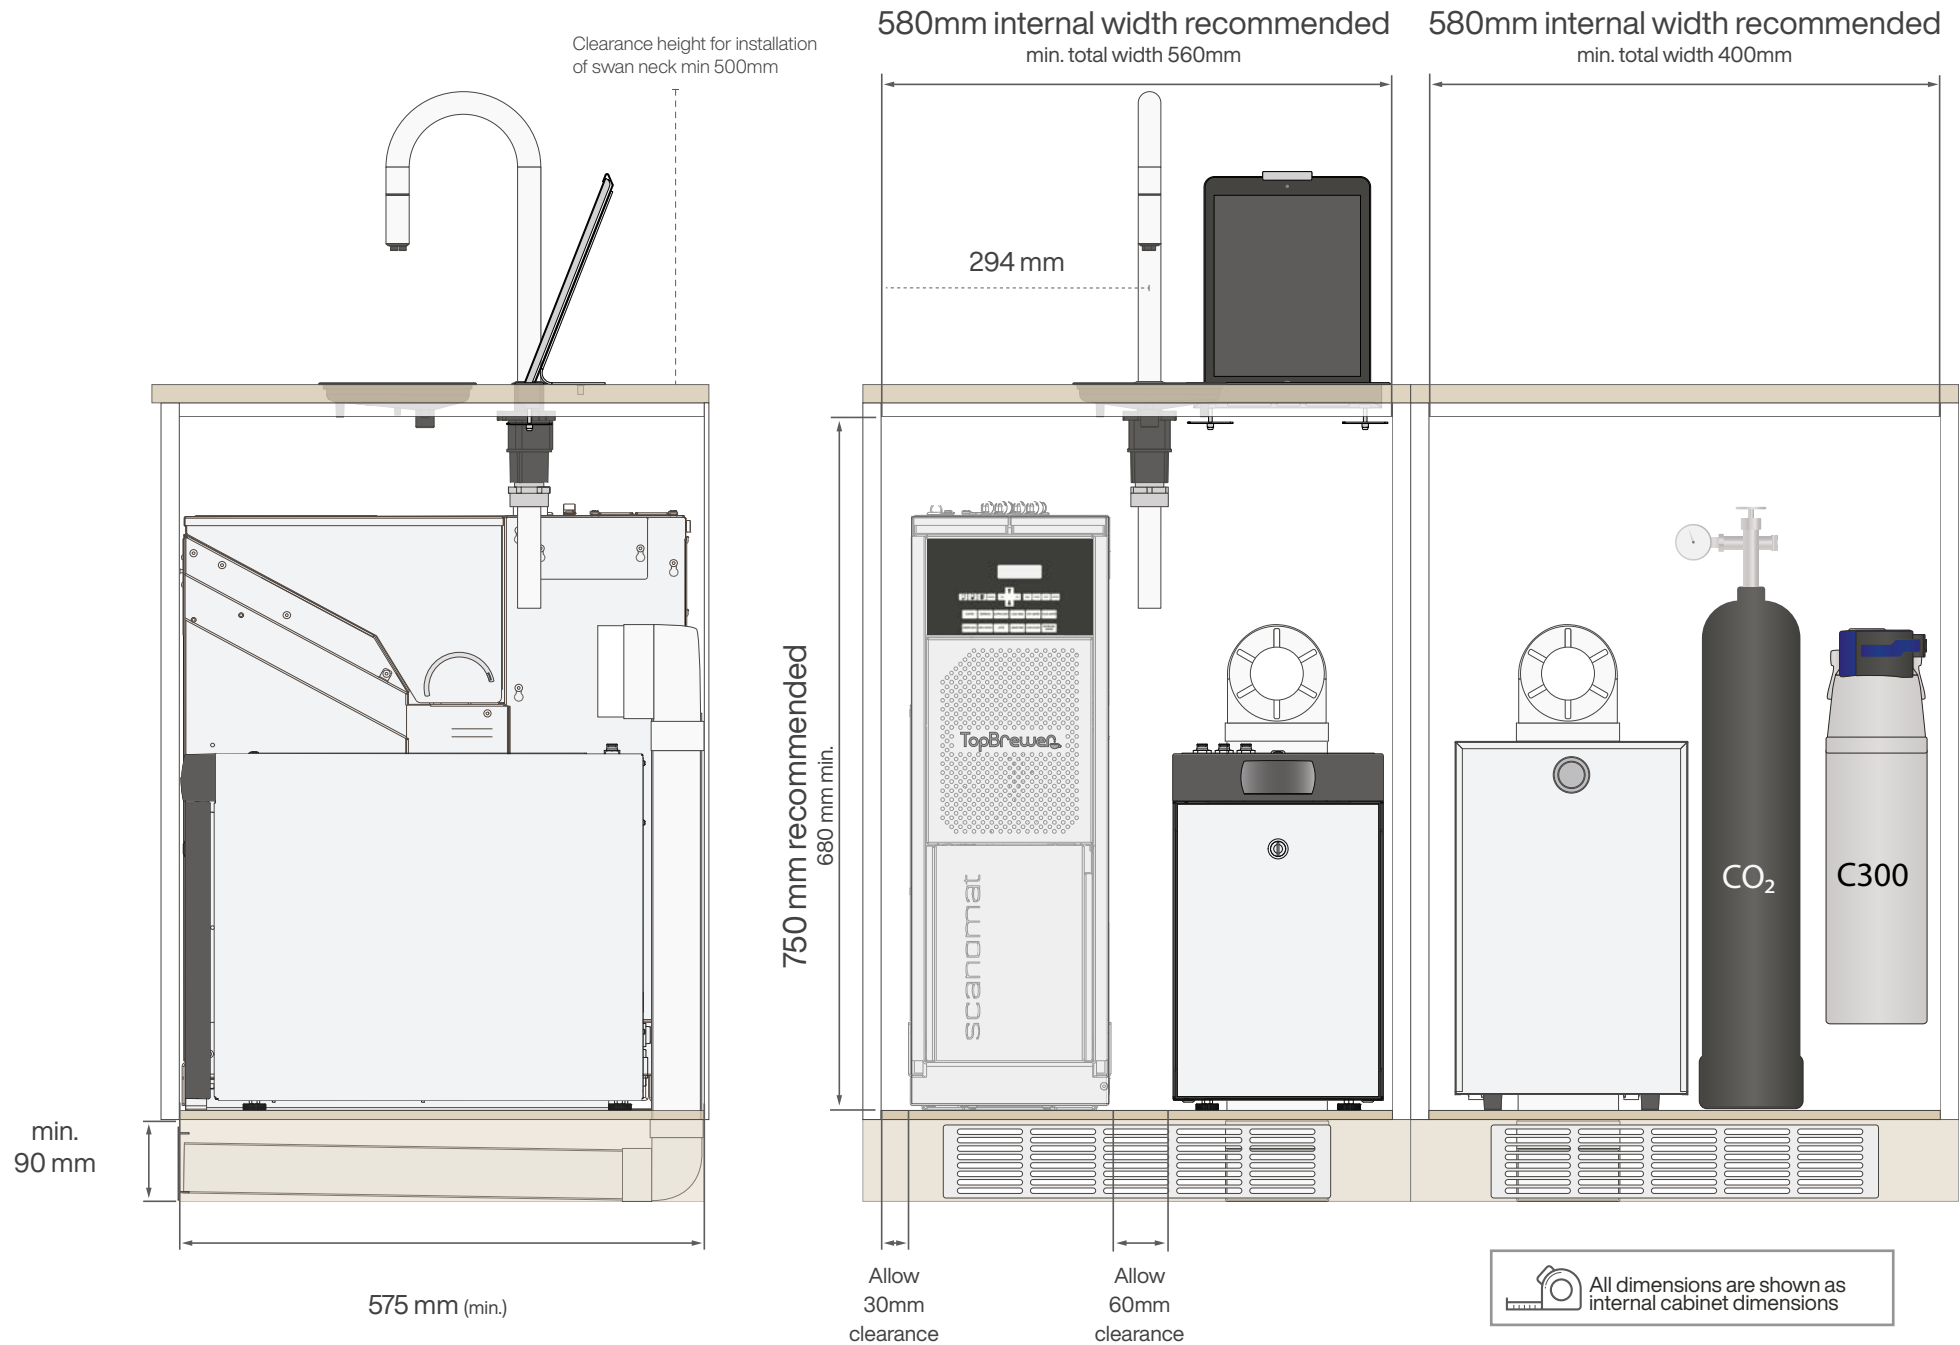 Clearance height for installation
of swan neck min 500mm
580mm internal width recommended
min. total width 560mm
580mm internal width recommended
min. total width 400mm
294 mm
750 mm recommended
680 mm min.
TopBrewer
scanomat
CO₂
C300
min.
90 mm
575 mm (min.)
Allow
30mm
clearance
Allow
60mm
clearance
All dimensions are shown as
internal cabinet dimensions